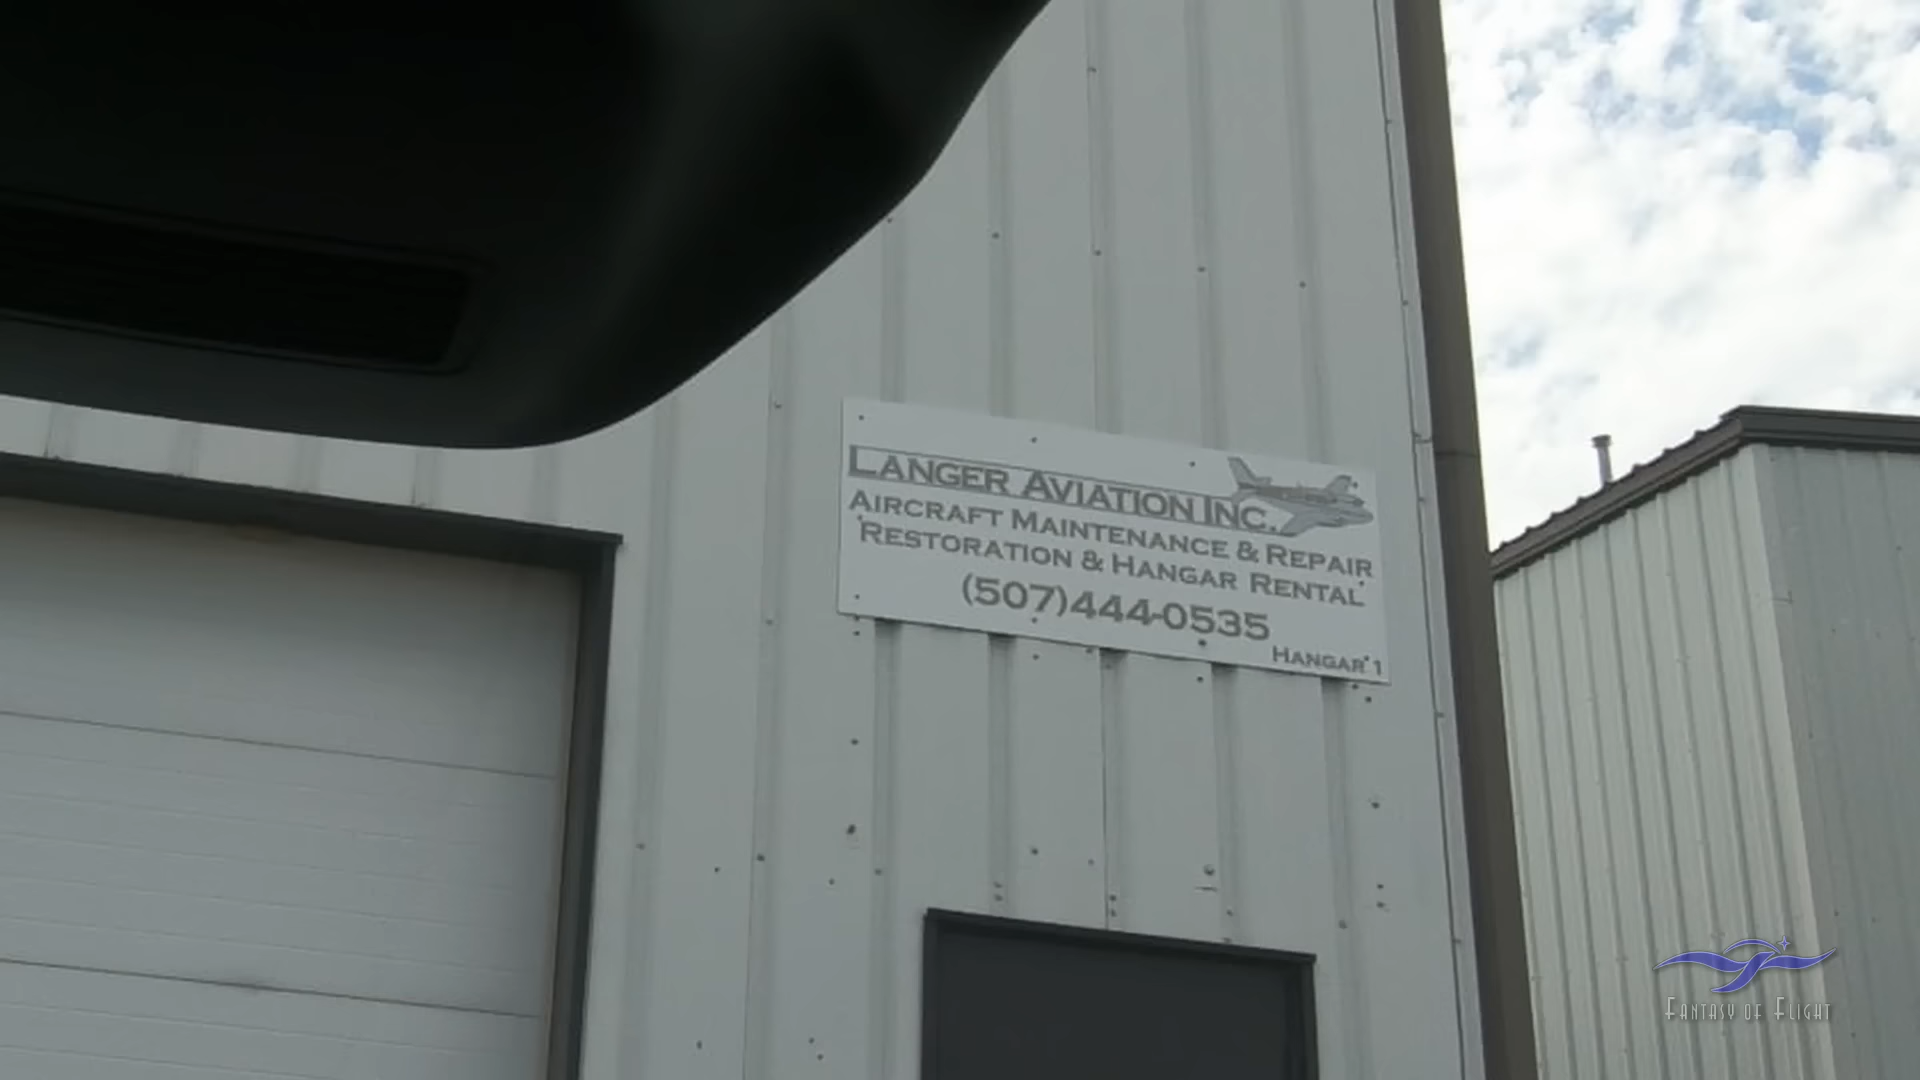 LANGER AVIATION INC.
AIRCRAFT MAINTENANCE & REPAIR
RESTORATION & HANGAR RENTAL
(507)444-0535
HANGAR 1
FANTASY OF FLIGHT